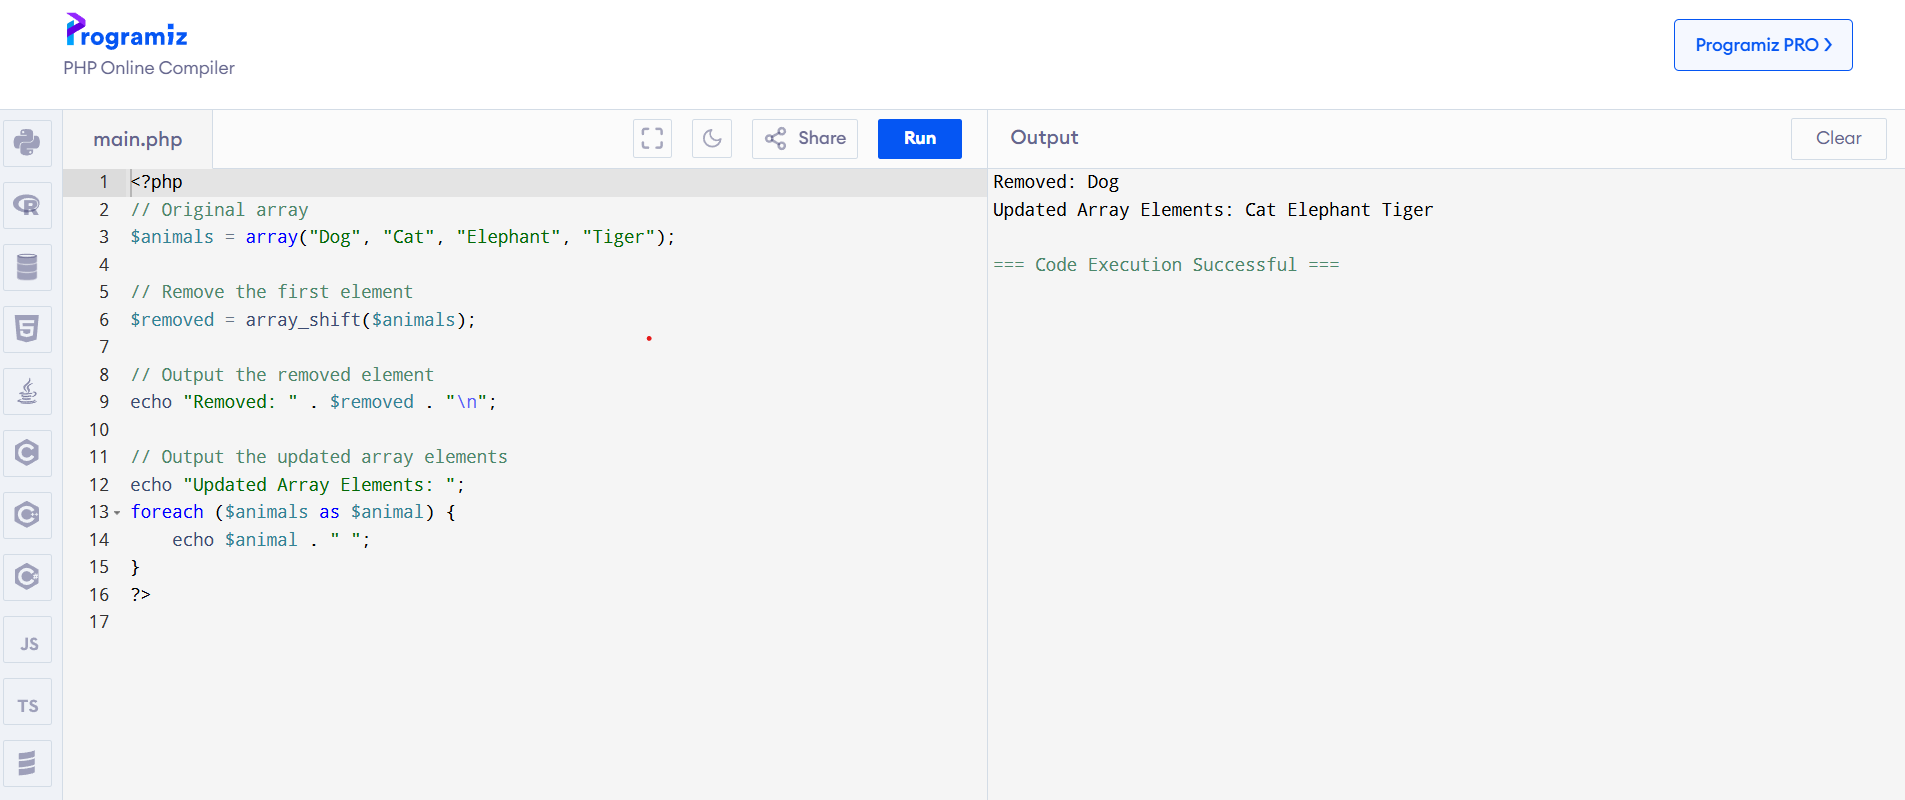 Programiz
PHP Online Compiler
Programiz PRO ❯
main.php
Share
Run
Output
Clear
1 <?php
2 // Original array
3 $animals = array("Dog", "Cat", "Elephant", "Tiger");
4
5 // Remove the first element
6 $removed = array_shift($animals);
7
8 // Output the removed element
9 echo "Removed: " . $removed . "\n";
10
11 // Output the updated array elements
12 echo "Updated Array Elements: ";
13 foreach ($animals as $animal) {
14     echo $animal . " ";
15 }
16 ?>
17
Removed: Dog
Updated Array Elements: Cat Elephant Tiger
=== Code Execution Successful ===
R
5
C
C++
C#
JS
TS